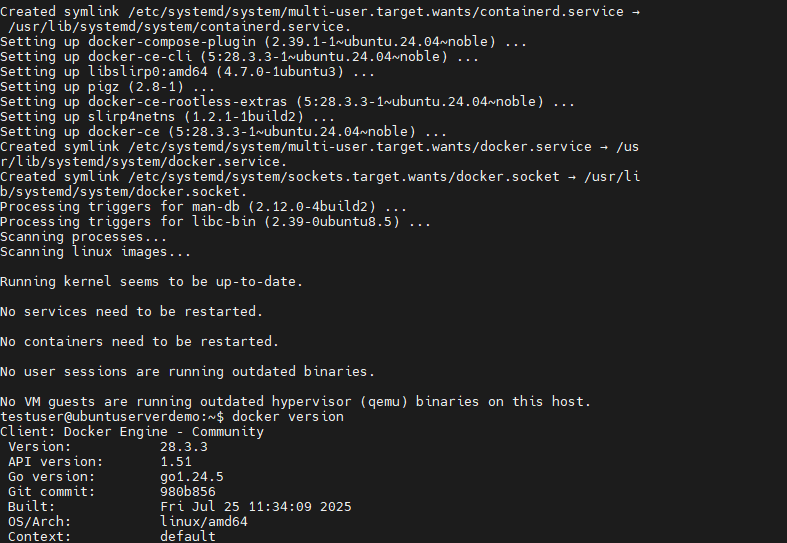 Created symlink /etc/systemd/system/multi-user.target.wants/containerd.service →
 /usr/lib/systemd/system/containerd.service.
Setting up docker-compose-plugin (2.39.1-1~ubuntu.24.04~noble) ...
Setting up docker-ce-cli (5:28.3.3-1~ubuntu.24.04~noble) ...
Setting up libslirp0:amd64 (4.7.0-1ubuntu3) ...
Setting up pigz (2.8-1) ...
Setting up docker-ce-rootless-extras (5:28.3.3-1~ubuntu.24.04~noble) ...
Setting up slirp4netns (1.2.1-1build2) ...
Setting up docker-ce (5:28.3.3-1~ubuntu.24.04~noble) ...
Created symlink /etc/systemd/system/multi-user.target.wants/docker.service → /us
r/lib/systemd/system/docker.service.
Created symlink /etc/systemd/system/sockets.target.wants/docker.socket → /usr/li
b/systemd/system/docker.socket.
Processing triggers for man-db (2.12.0-4build2) ...
Processing triggers for libc-bin (2.39-0ubuntu8.5) ...
Scanning processes...
Scanning linux images...

Running kernel seems to be up-to-date.

No services need to be restarted.

No containers need to be restarted.

No user sessions are running outdated binaries.

No VM guests are running outdated hypervisor (qemu) binaries on this host.
testuser@ubuntuserverdemo:~$ docker version
Client: Docker Engine - Community
 Version:           28.3.3
 API version:       1.51
 Go version:        go1.24.5
 Git commit:        980b856
 Built:             Fri Jul 25 11:34:09 2025
 OS/Arch:           linux/amd64
 Context:           default